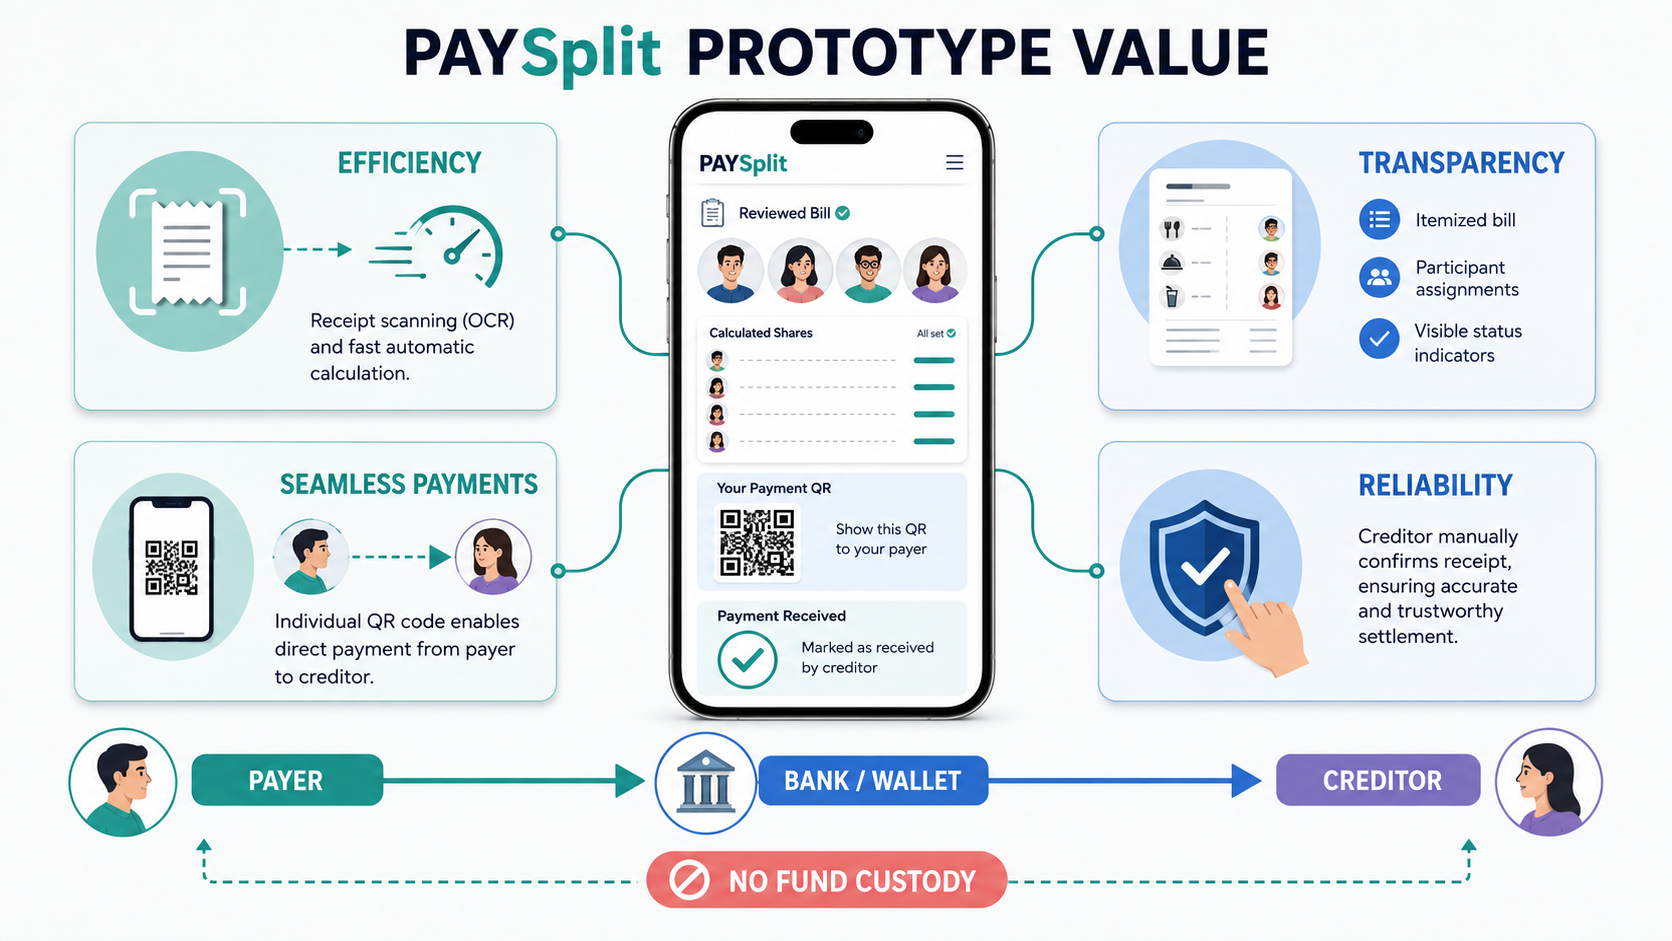 PAYSplit PROTOTYPE VALUE
EFFICIENCY
Receipt scanning (OCR)
and fast automatic
calculation.
SEAMLESS PAYMENTS
Individual QR code enables
direct payment from payer
to creditor.
PAYSplit
Reviewed Bill
Calculated Shares
All set
Your Payment QR
Show this QR
to your payer
Payment Received
Marked as received
by creditor
TRANSPARENCY
Itemized bill
Participant
assignments
Visible status
indicators
RELIABILITY
Creditor manually
confirms receipt,
ensuring accurate
and trustworthy
settlement.
PAYER
BANK / WALLET
CREDITOR
NO FUND CUSTODY